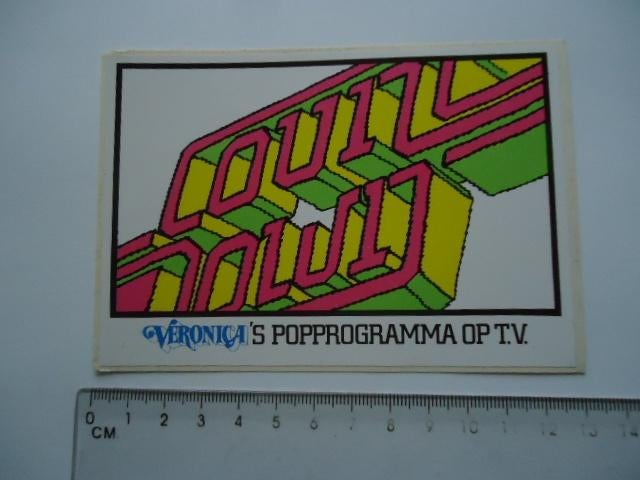 COUNT
DOWN
VERONICA'S POPPROGRAMMA OP T.V.
0 1 2 3 4 5 6 7 8 9 10 11 12 13 14
CM